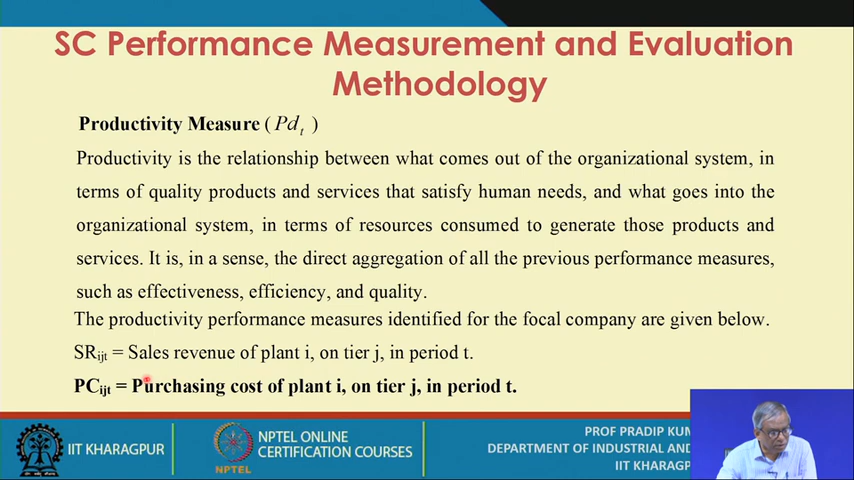 SC Performance Measurement and Evaluation
Methodology
Productivity Measure ( Pdt )
Productivity is the relationship between what comes out of the organizational system, in
terms of quality products and services that satisfy human needs, and what goes into the
organizational system, in terms of resources consumed to generate those products and
services. It is, in a sense, the direct aggregation of all the previous performance measures,
such as effectiveness, efficiency, and quality.
The productivity performance measures identified for the focal company are given below.
SRijt = Sales revenue of plant i, on tier j, in period t.
PCijt = Purchasing cost of plant i, on tier j, in period t.
IIT KHARAGPUR
NPTEL
NPTEL ONLINE
CERTIFICATION COURSES
PROF PRADIP
DEPARTMENT OF INDUSTRIAL AND
IIT